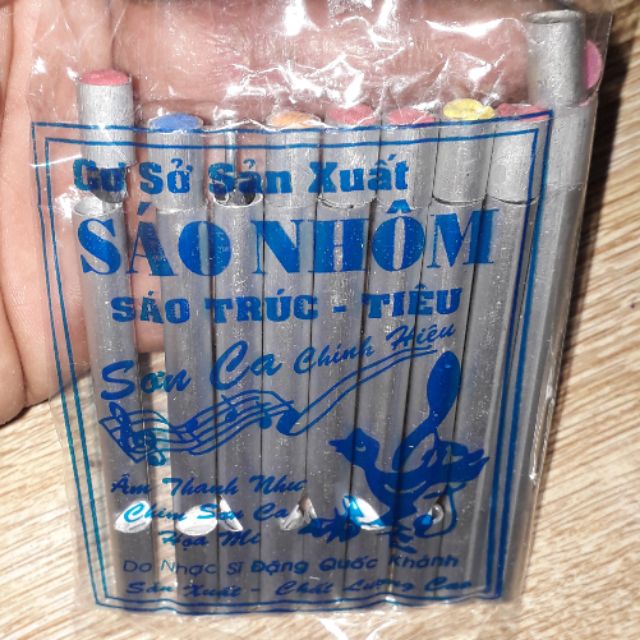 Cơ Sở Sản Xuất
SÁO NHÔM
SÁO TRÚC - TIÊU
Sơn Ca Chính Hiệu
Âm Thanh Như
Chim Sơn Ca
Họa Mi
Do Nhạc Sĩ Đặng Quốc Khánh
Sản Xuất Chất Lượng Cao